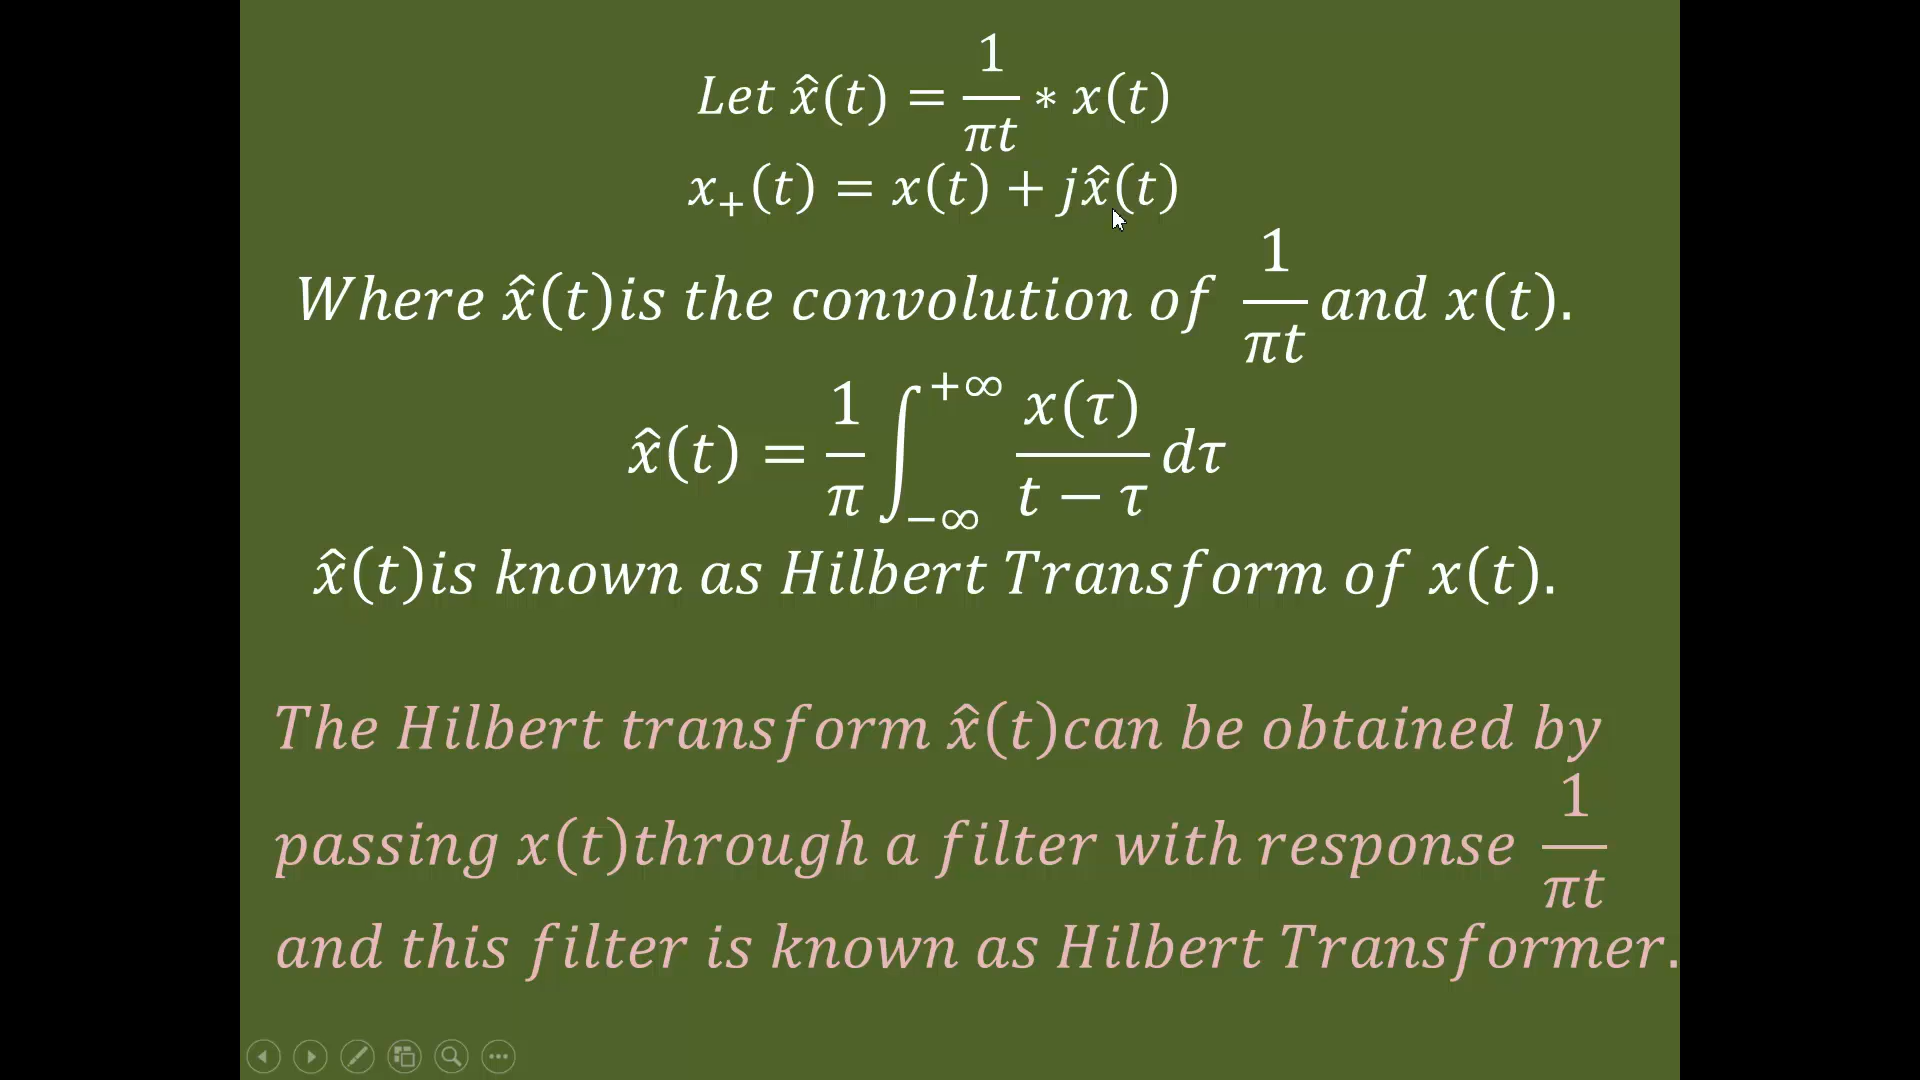 Let x̂(t) = 1/πt * x(t)
x₊(t) = x(t) + jx̂(t)
Where x̂(t)is the convolution of 1/πt and x(t).
x̂(t) = 1/π ∫₋∞⁺∞ x(τ)/(t − τ) dτ
x̂(t)is known as Hilbert Transform of x(t).
The Hilbert transform x̂(t)can be obtained by
passing x(t)through a filter with response 1/πt
and this filter is known as Hilbert Transformer.